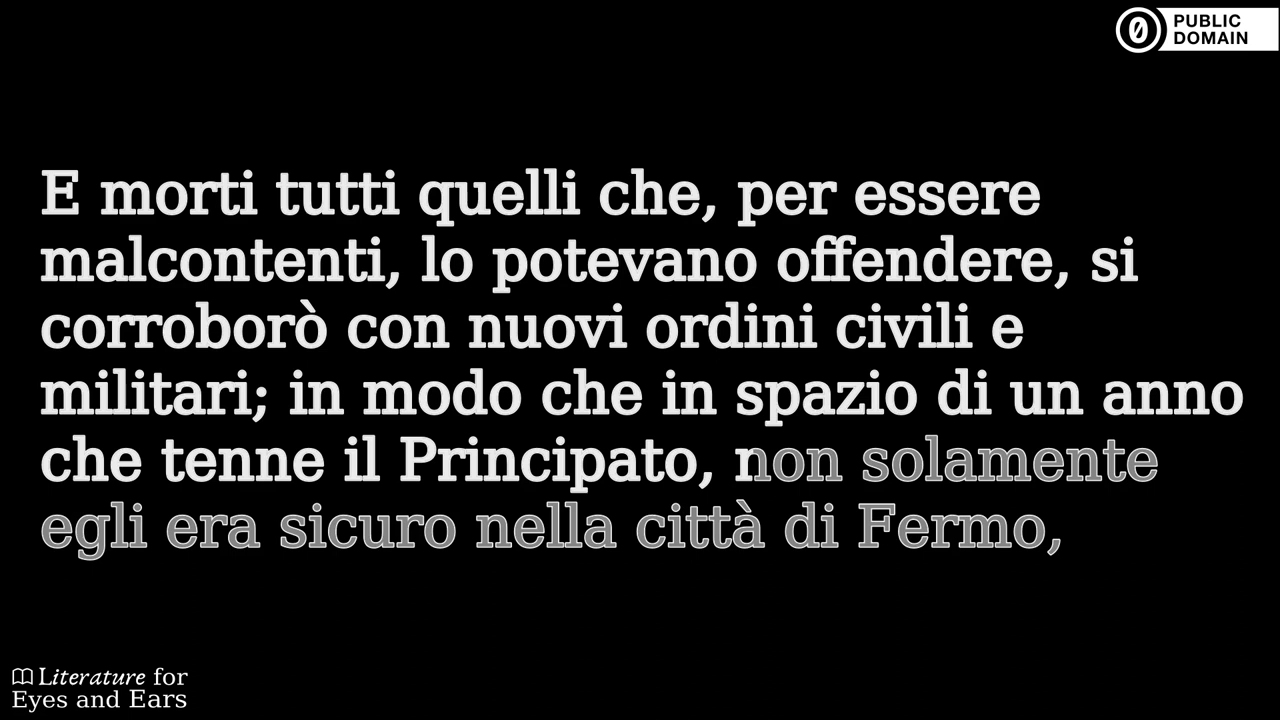 PUBLIC
DOMAIN
E morti tutti quelli che, per essere
malcontenti, lo potevano offendere, si
corroborò con nuovi ordini civili e
militari; in modo che in spazio di un anno
che tenne il Principato, non solamente
egli era sicuro nella città di Fermo,
Literature for
Eyes and Ears